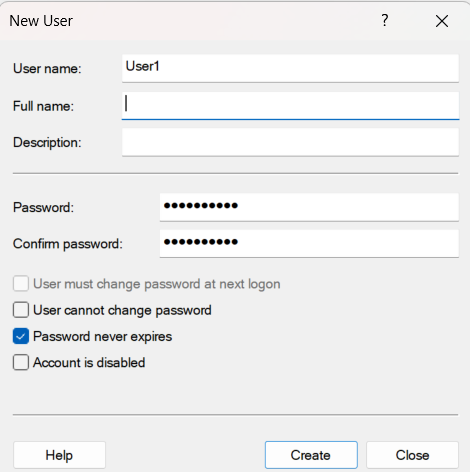 New User ?
User name: User1
Full name:
Description:
Password: ••••••••••
Confirm password: ••••••••••
User must change password at next logon
User cannot change password
Password never expires
Account is disabled
Help Create Close